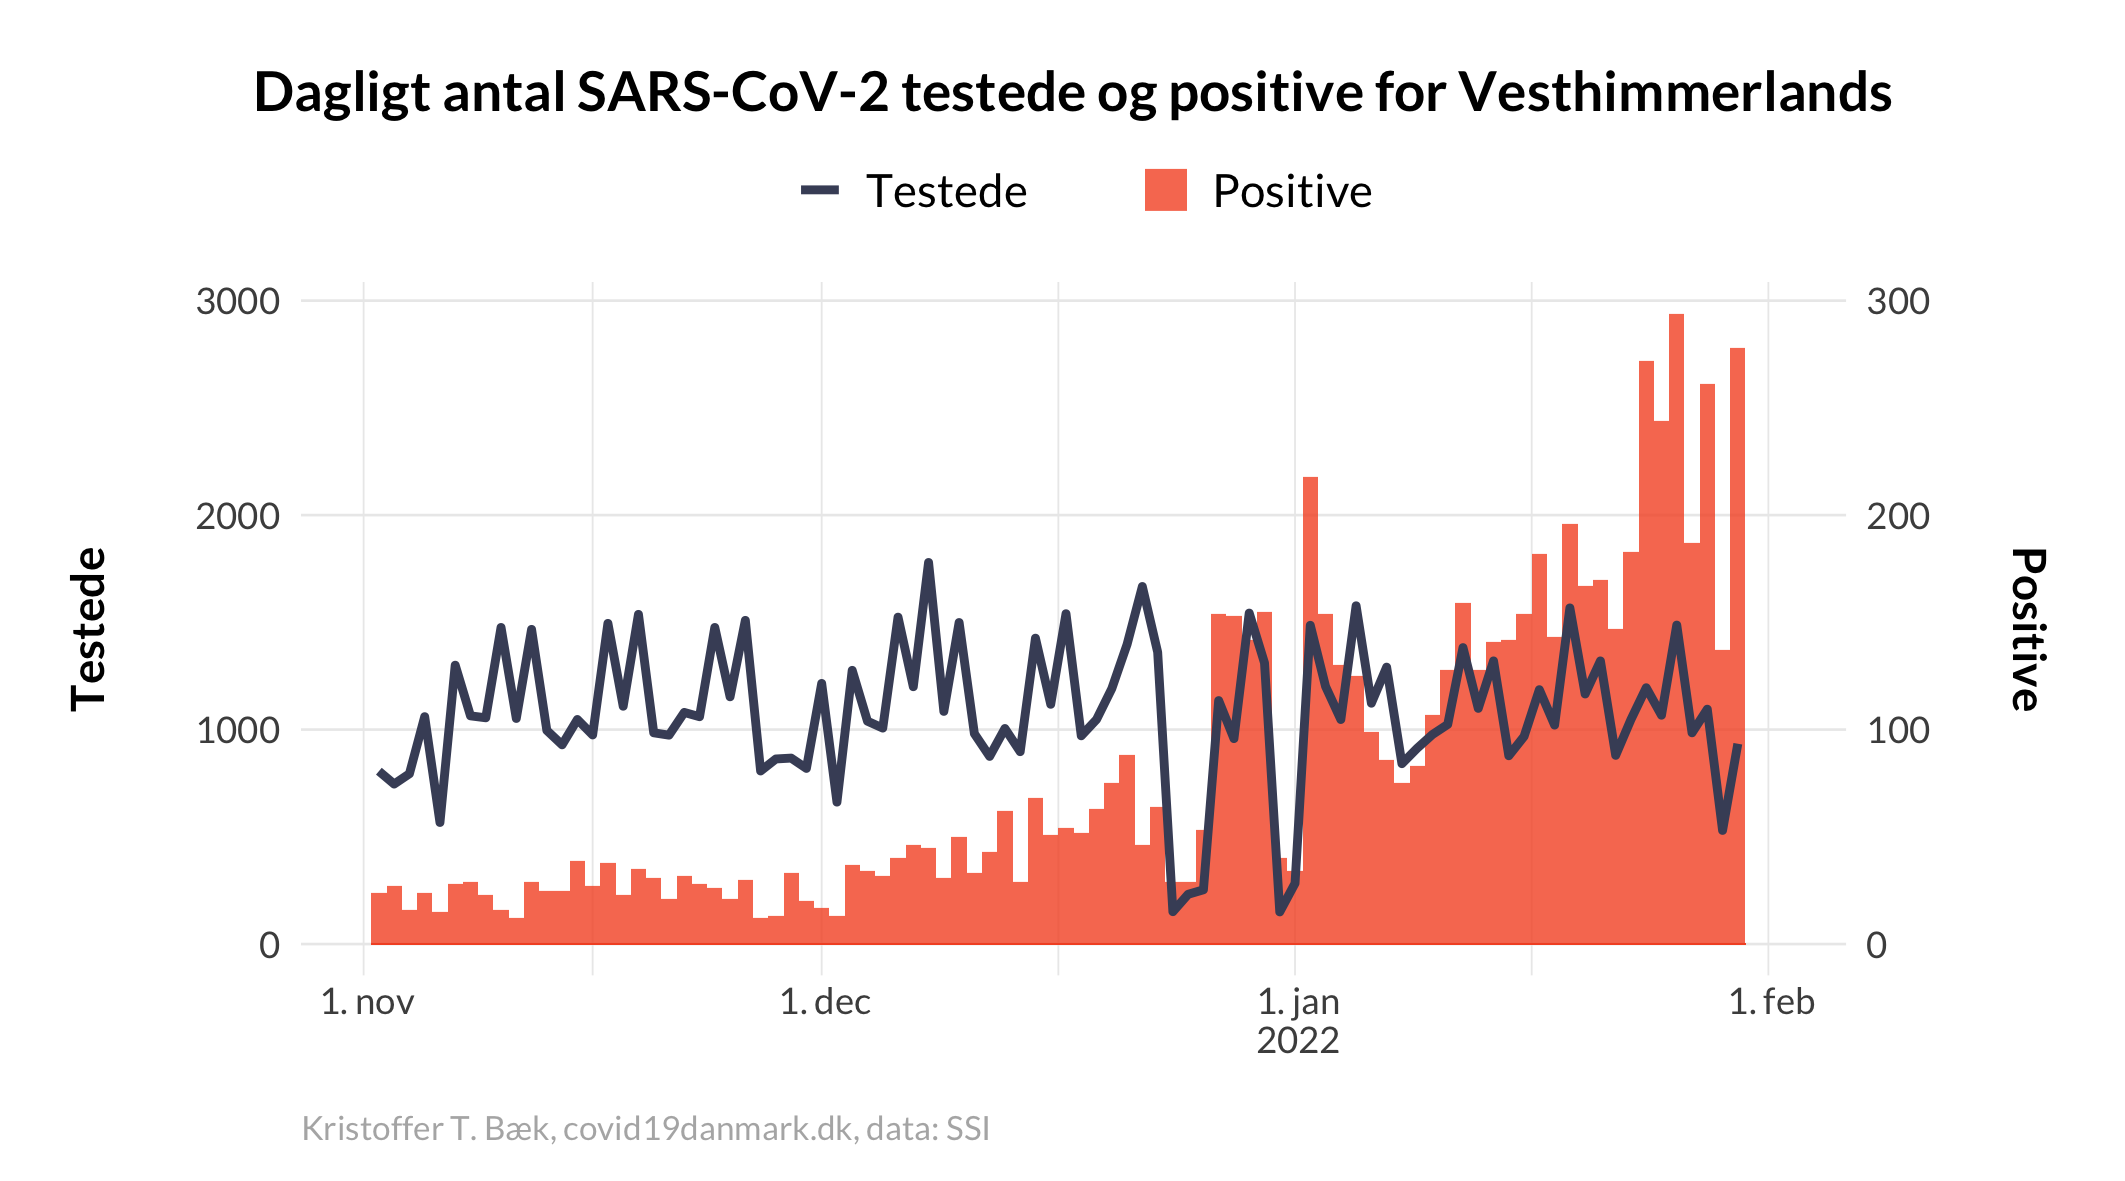 Dagligt antal SARS-CoV-2 testede og positive for Vesthimmerlands
Testede
Positive
3000
2000
1000
0
300
200
100
0
Testede
Positive
1. nov
1. dec
1. jan
2022
1. feb
Kristoffer T. Bæk, covid19danmark.dk, data: SSI